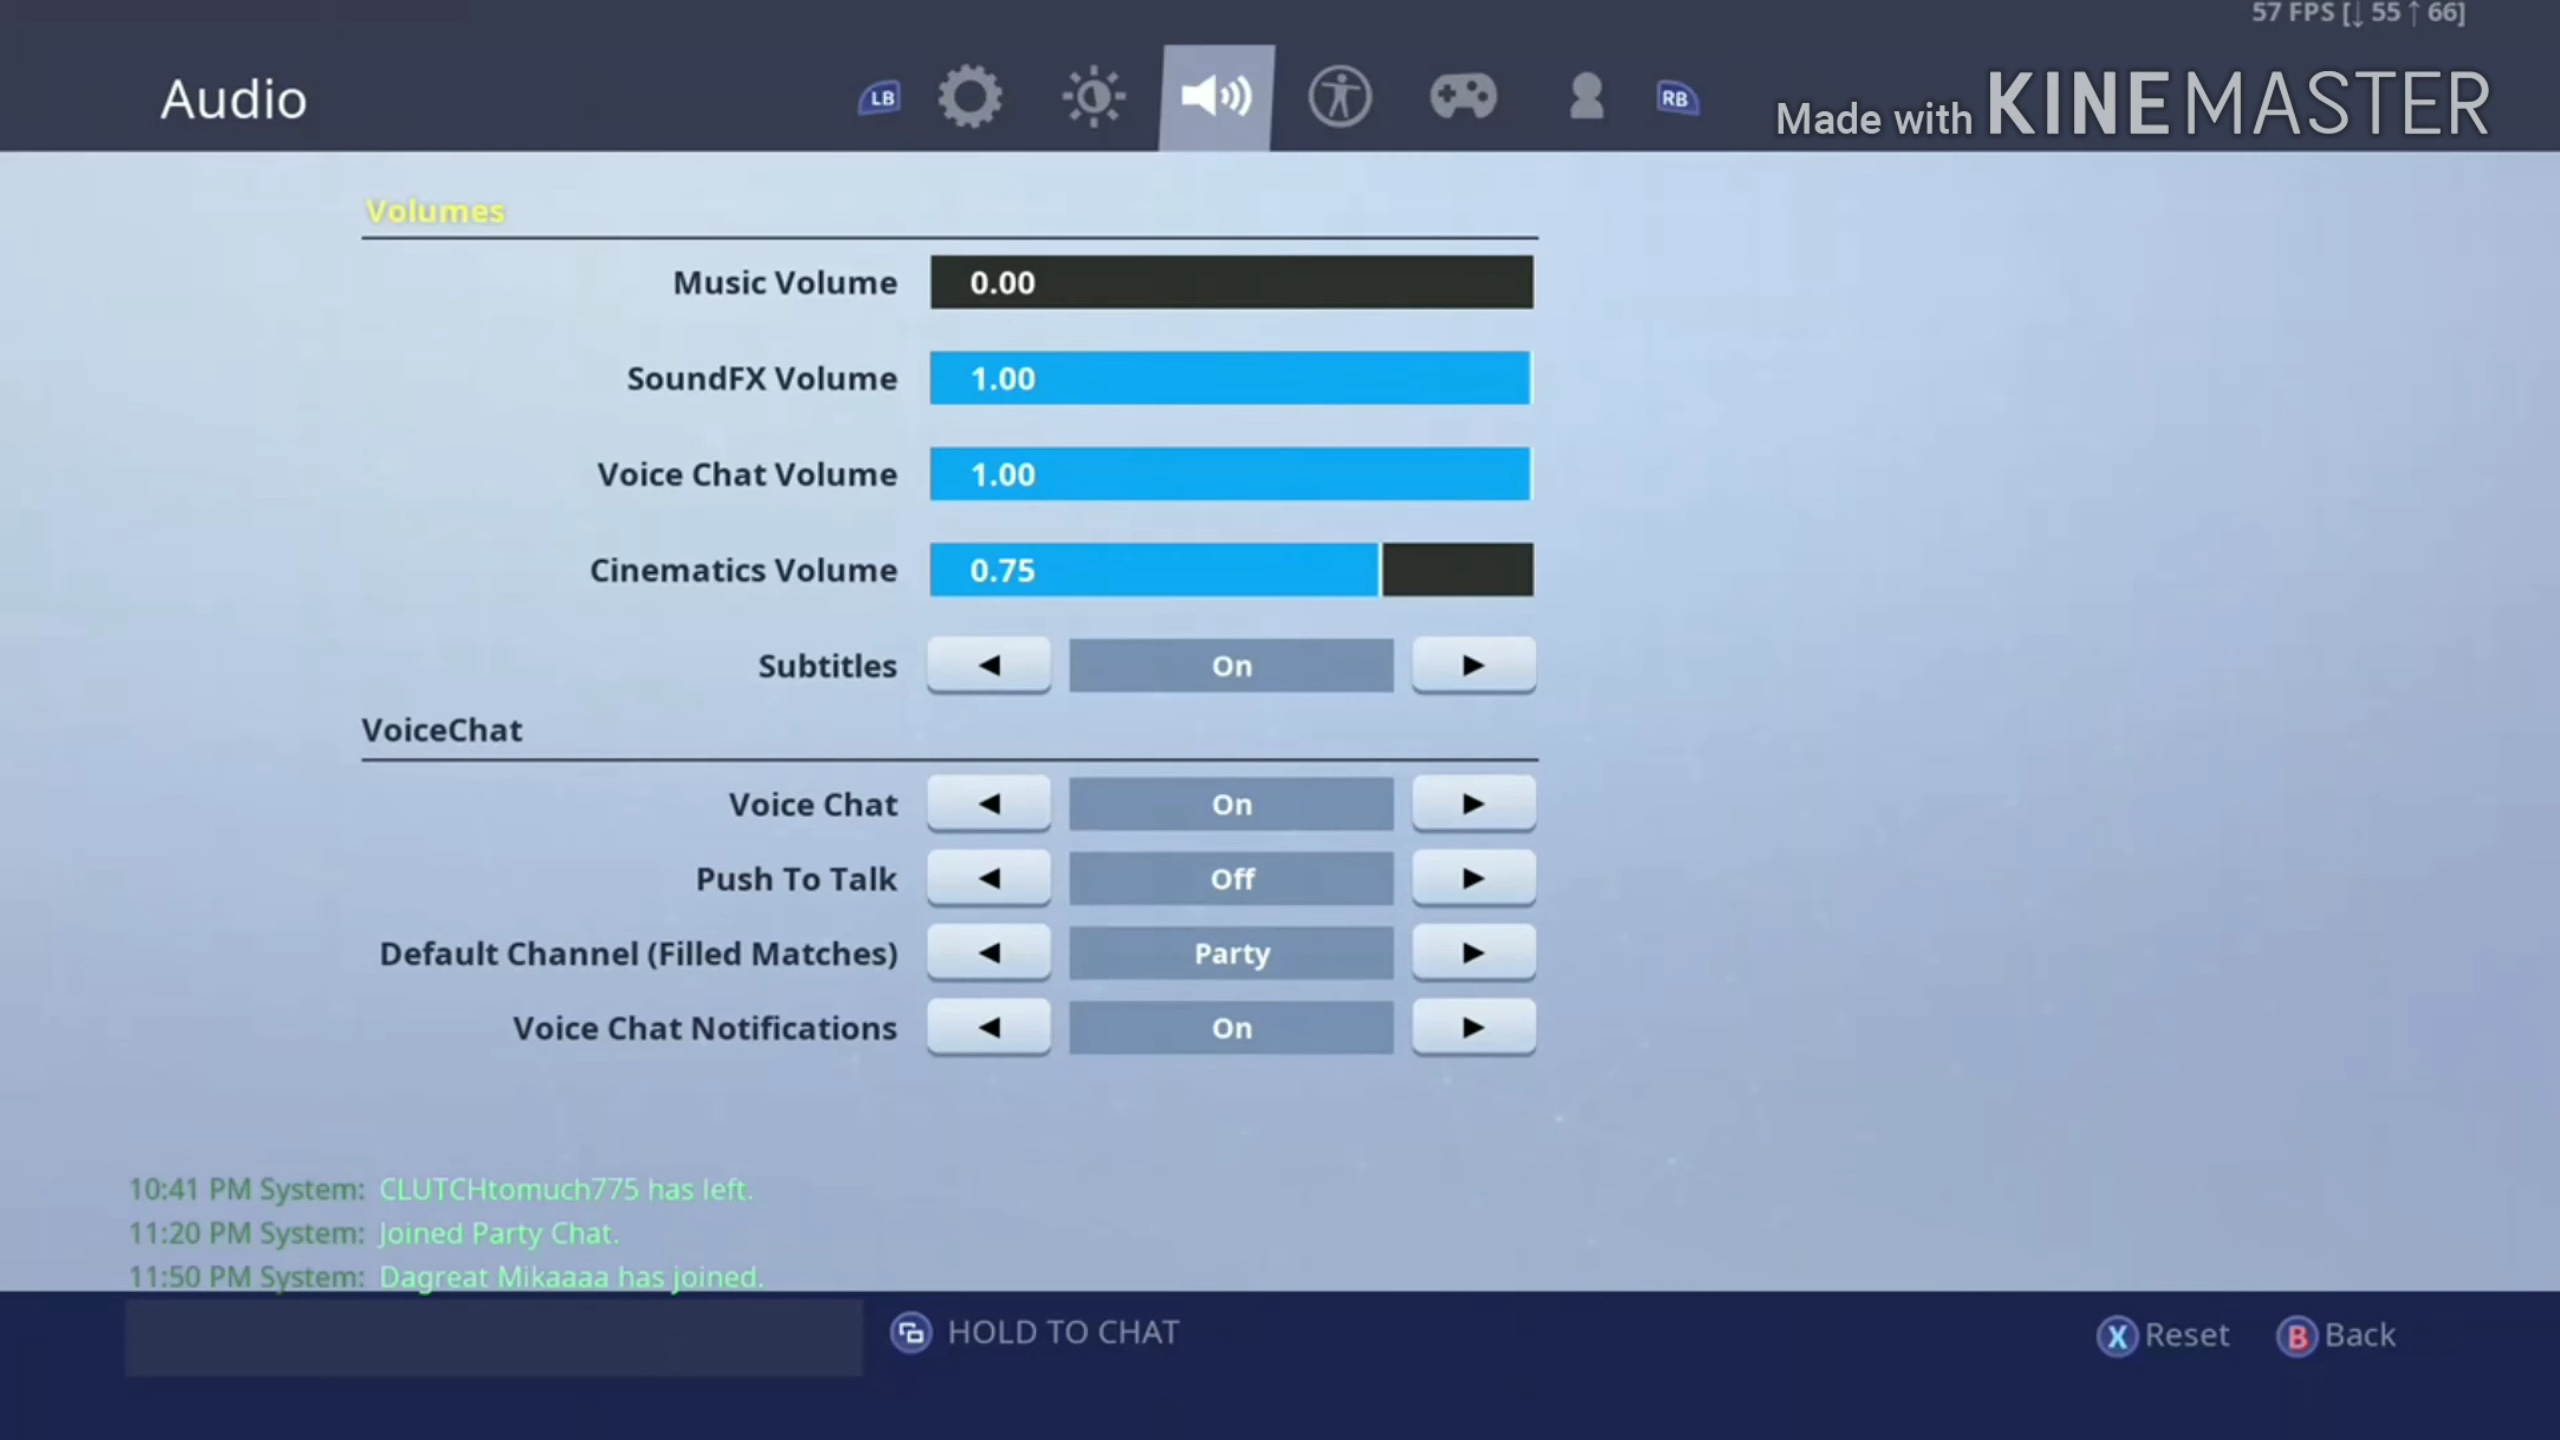 57 FPS [↓ 55 ↑ 66]
Audio
LB
RB
Made with KINEMASTER
Volumes
Music Volume 0.00
SoundFX Volume 1.00
Voice Chat Volume 1.00
Cinematics Volume 0.75
Subtitles On
VoiceChat
Voice Chat On
Push To Talk Off
Default Channel (Filled Matches) Party
Voice Chat Notifications On
10:41 PM System: CLUTCHtomuch775 has left.
11:20 PM System: Joined Party Chat.
11:50 PM System: Dagreat Mikaaaa has joined.
HOLD TO CHAT
X Reset B Back